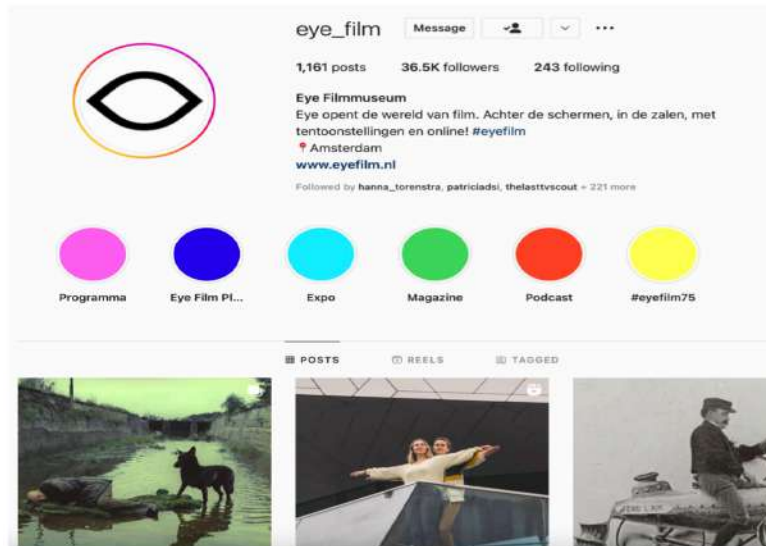 eye_film Message
1,161 posts 36.5K followers 243 following
Eye Filmmuseum
Eye opent de wereld van film. Achter de schermen, in de zalen, met
tentoonstellingen en online! #eyefilm
Amsterdam
www.eyefilm.nl
Followed by hanna_torenstra, patriciadsi, thelasttvscout + 221 more
Programma Eye Film Pl... Expo Magazine Podcast #eyefilm75
POSTS REELS TAGGED